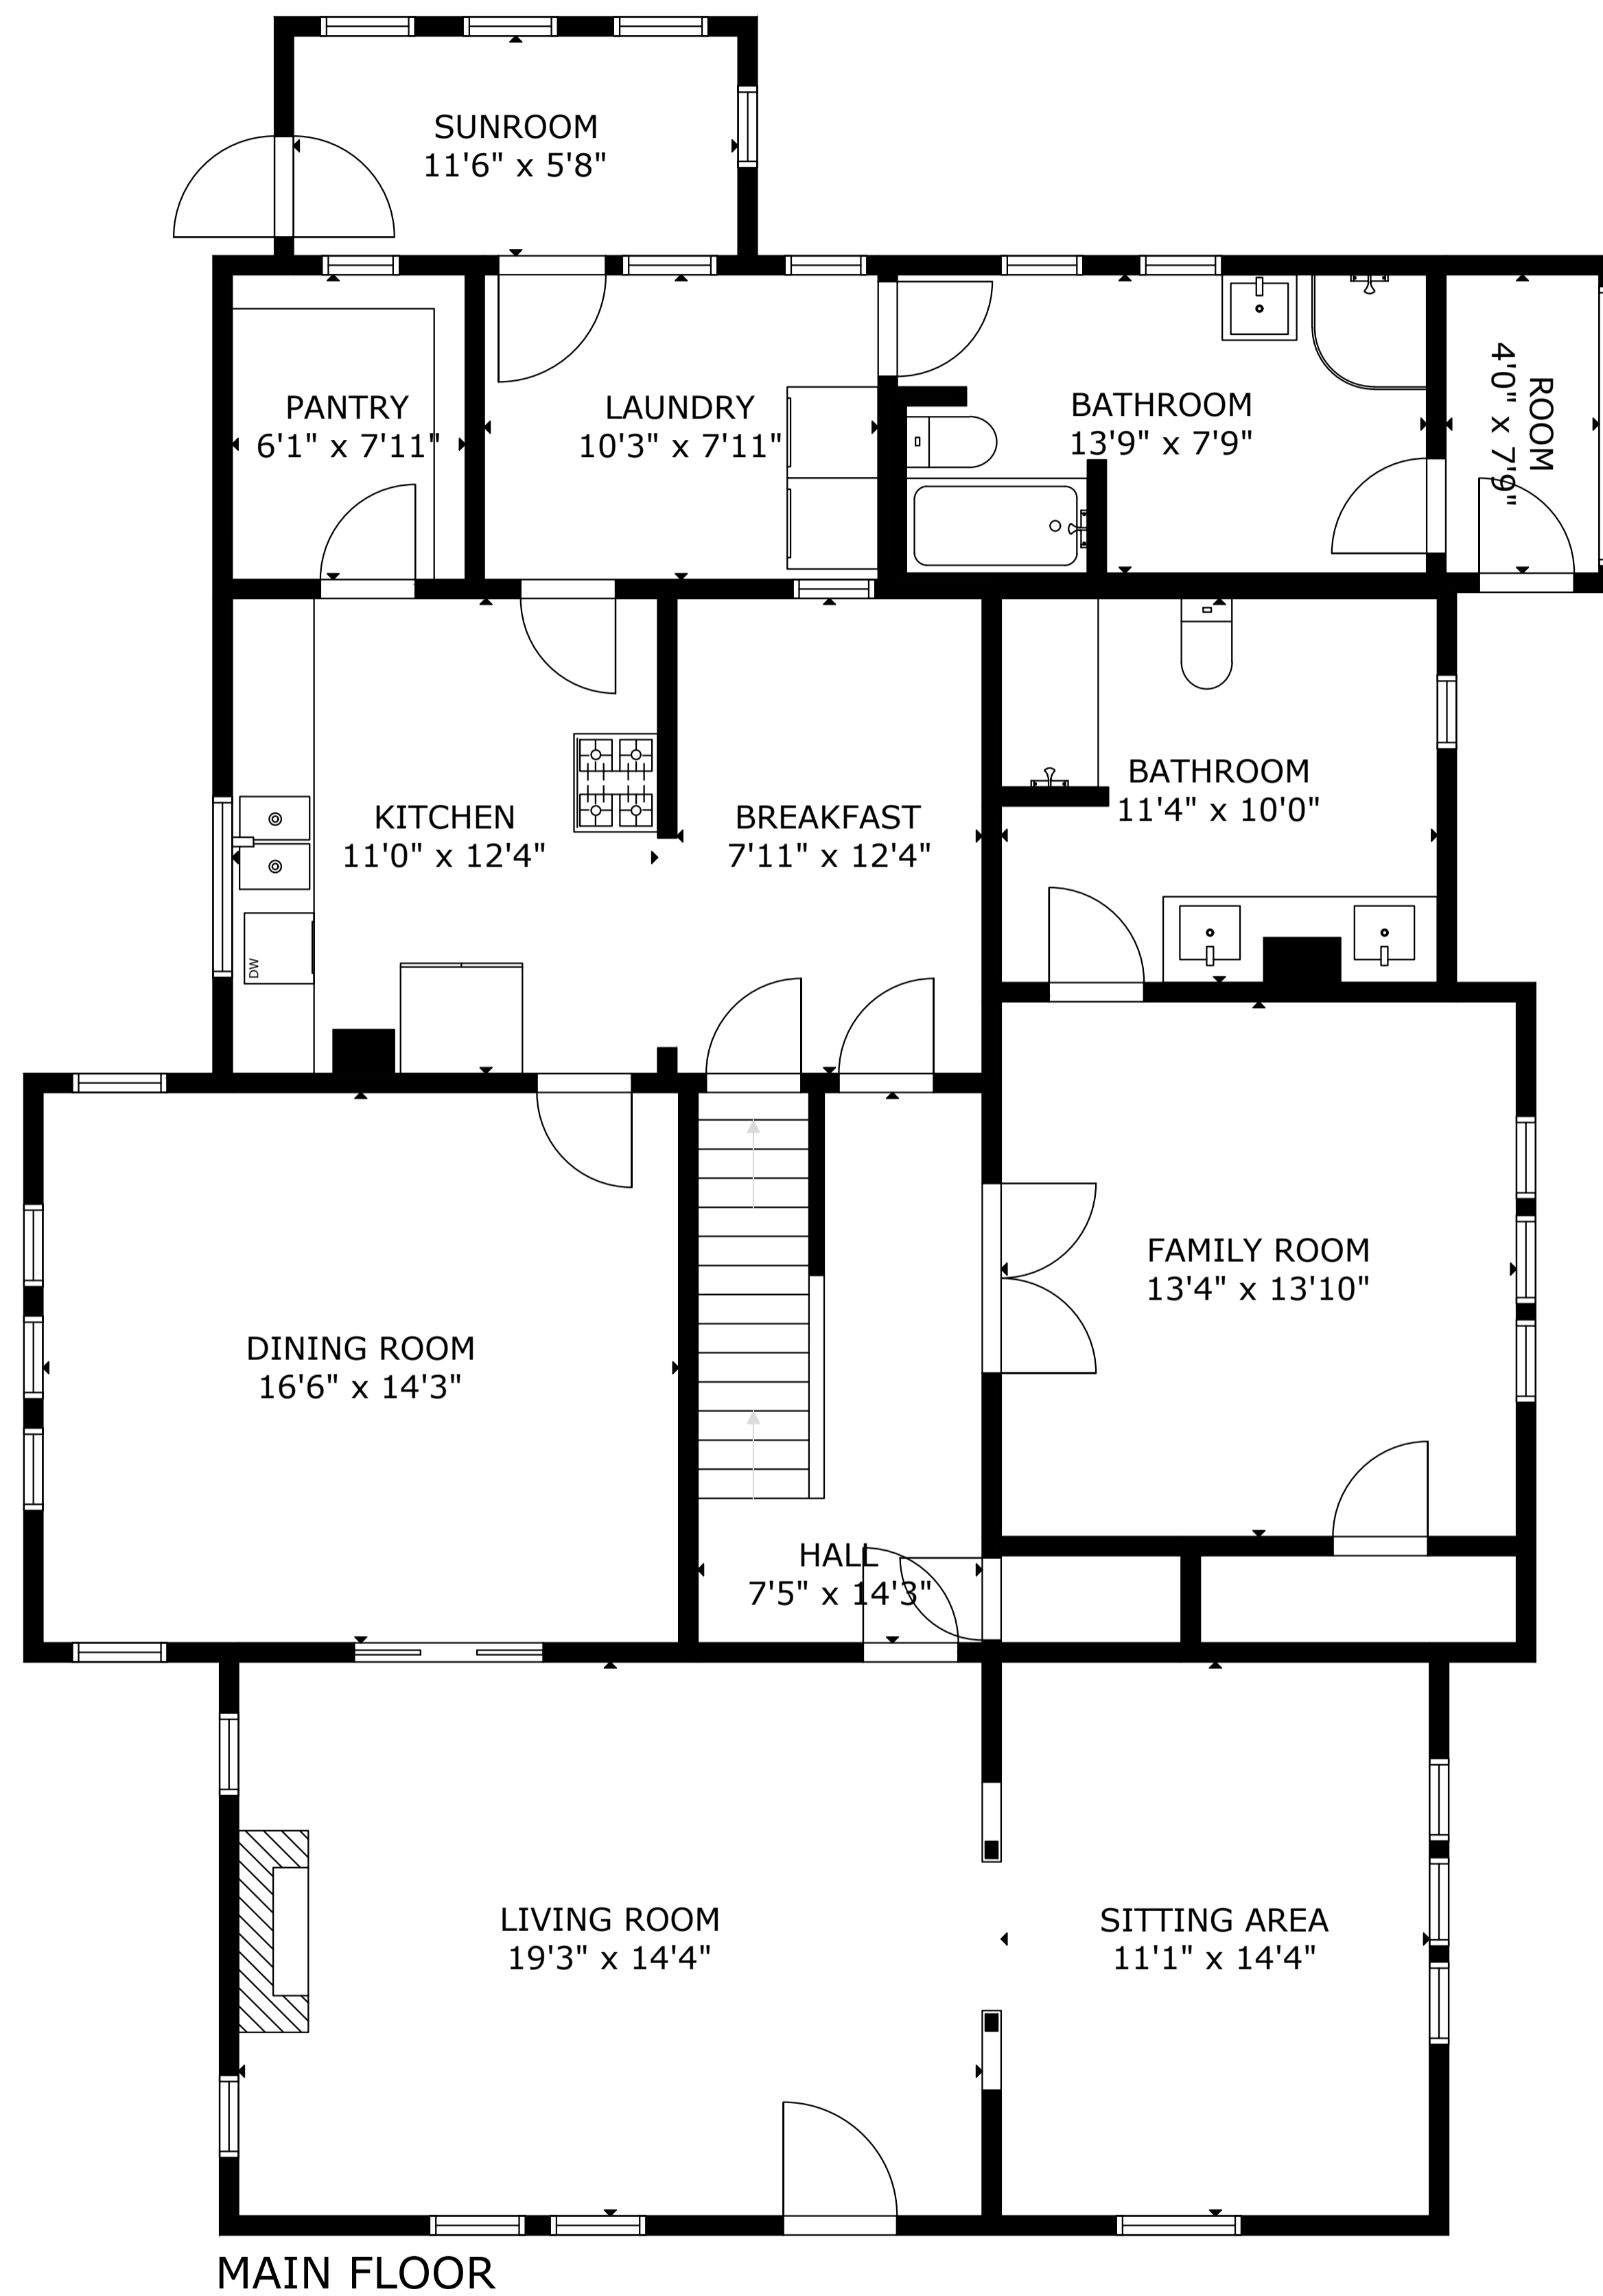 SUNROOM
11'6" x 5'8"
PANTRY
6'1" x 7'11"
LAUNDRY
10'3" x 7'11"
BATHROOM
13'9" x 7'9"
ROOM
4'0" x 7'9"
KITCHEN
11'0" x 12'4"
BREAKFAST
7'11" x 12'4"
BATHROOM
11'4" x 10'0"
DW
FAMILY ROOM
13'4" x 13'10"
DINING ROOM
16'6" x 14'3"
HALL
7'5" x 14'3"
LIVING ROOM
19'3" x 14'4"
SITTING AREA
11'1" x 14'4"
MAIN FLOOR